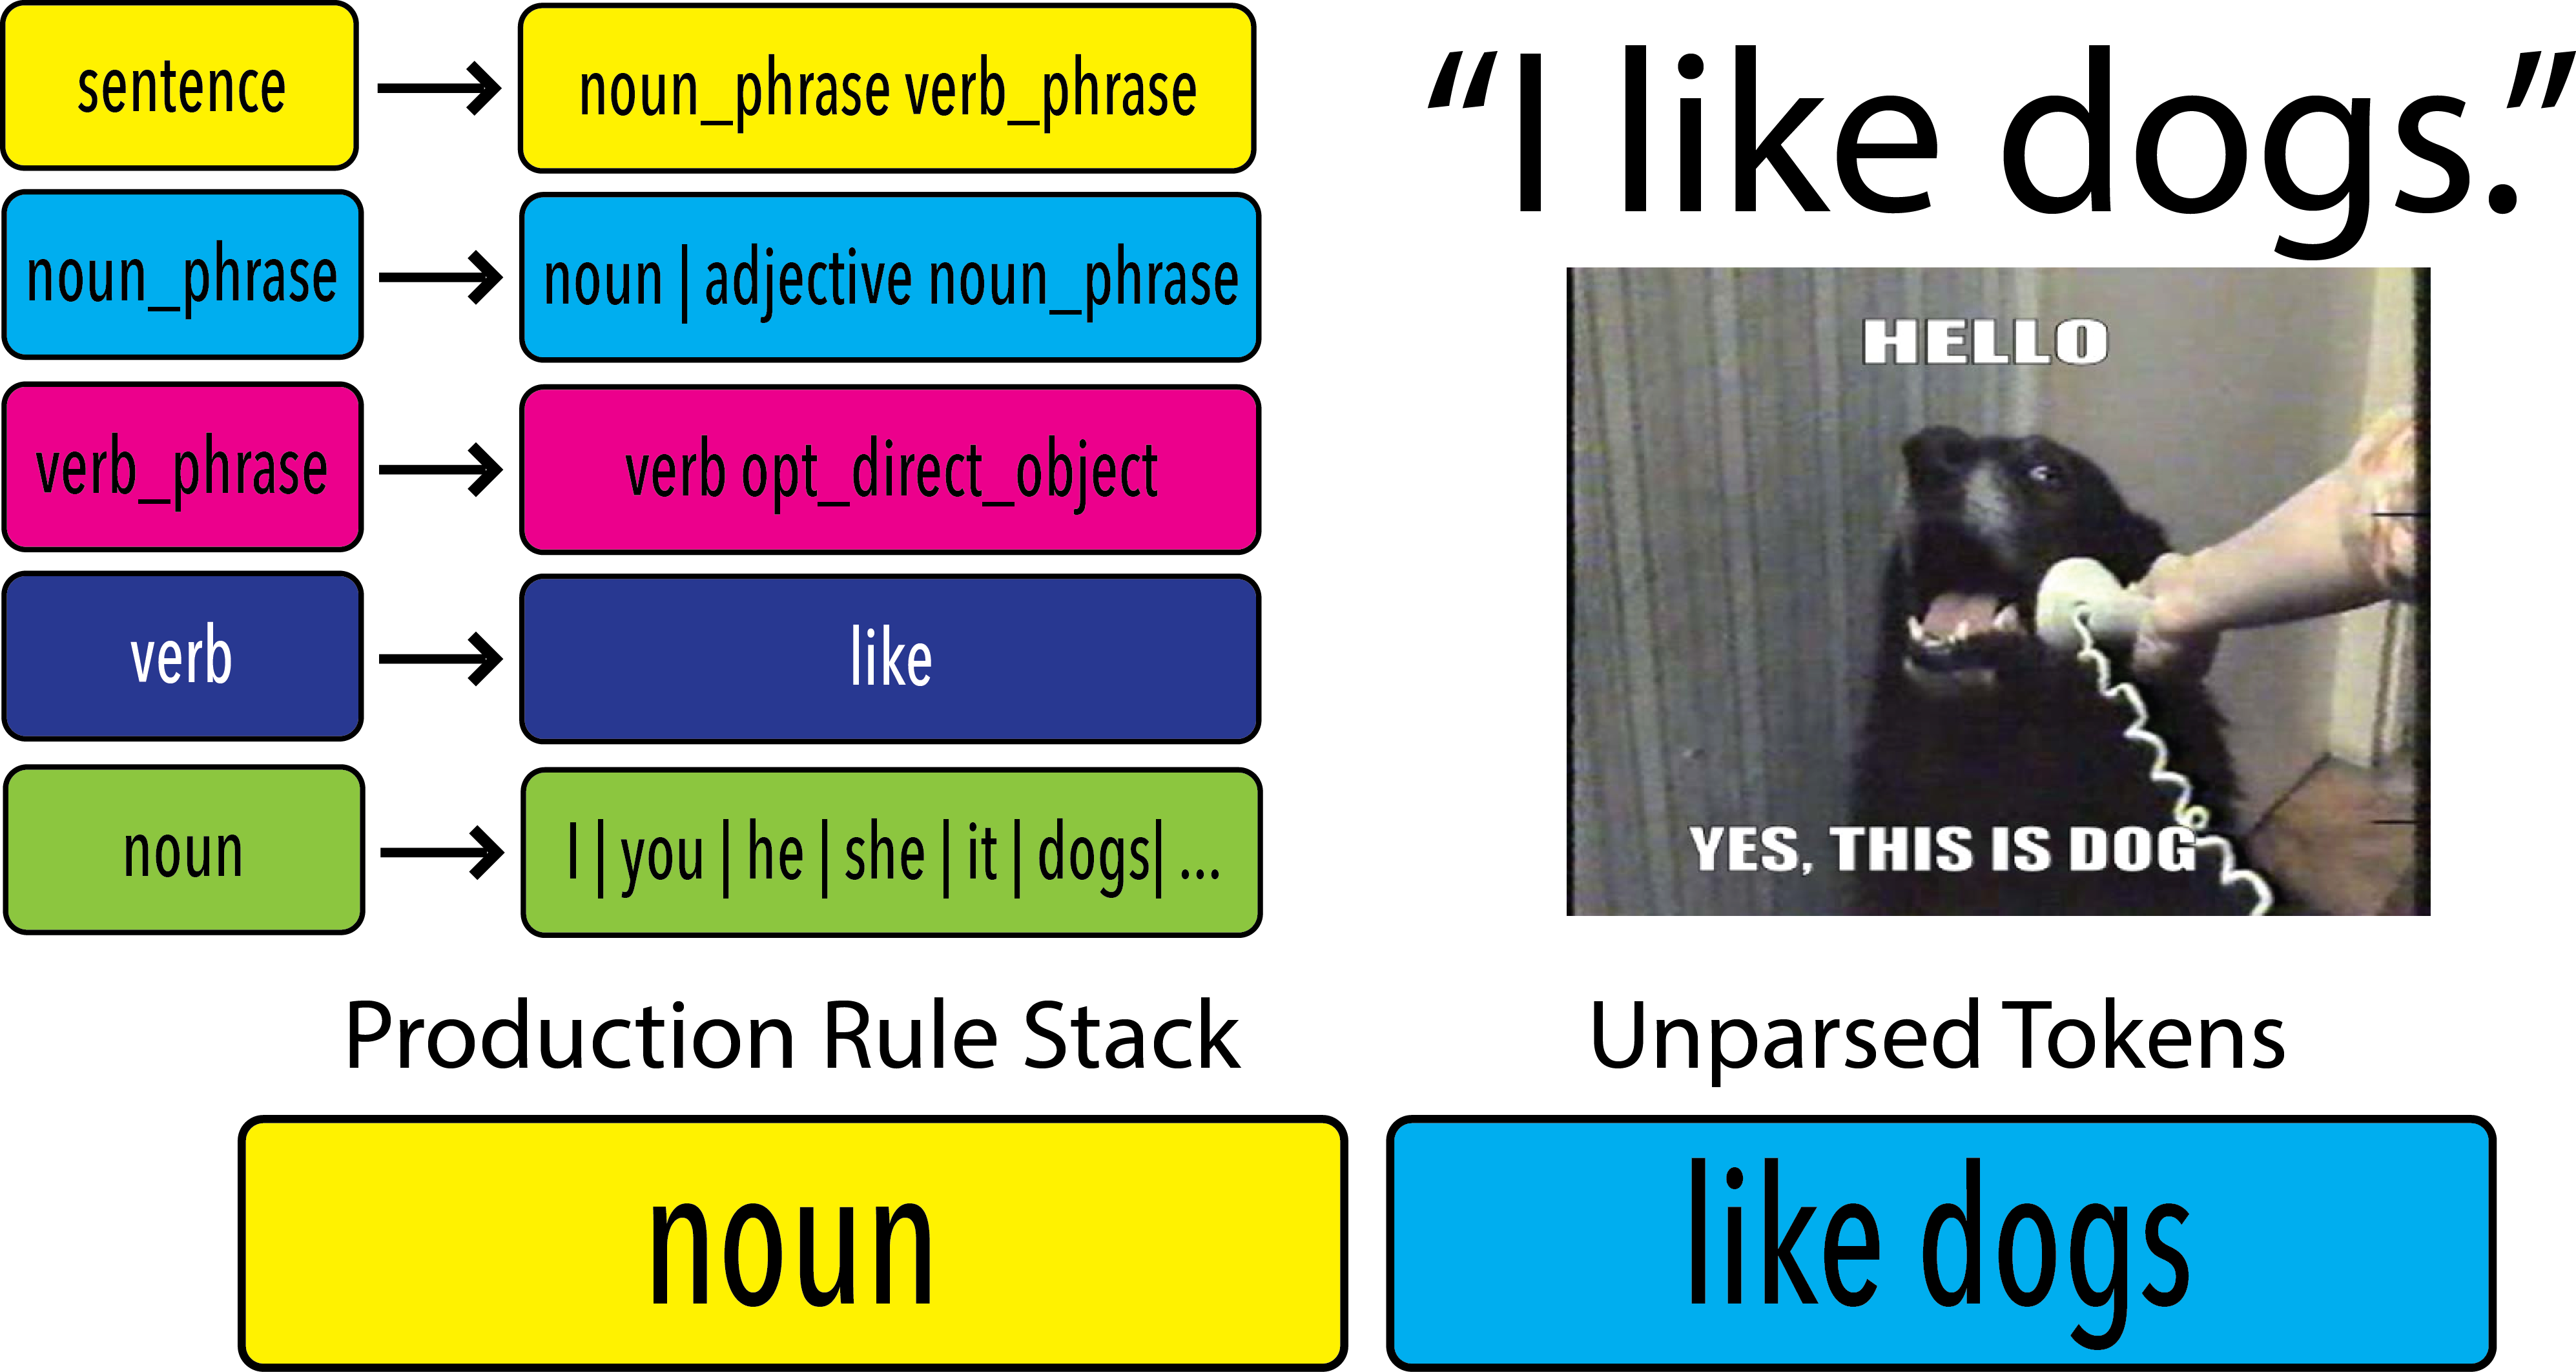 sentence → noun_phrase verb_phrase
noun_phrase → noun | adjective noun_phrase
verb_phrase → verb opt_direct_object
verb → like
noun → I | you | he | she | it | dogs| ...
“I like dogs.”
HELLO
YES, THIS IS DOG
Production Rule Stack
noun
Unparsed Tokens
like dogs